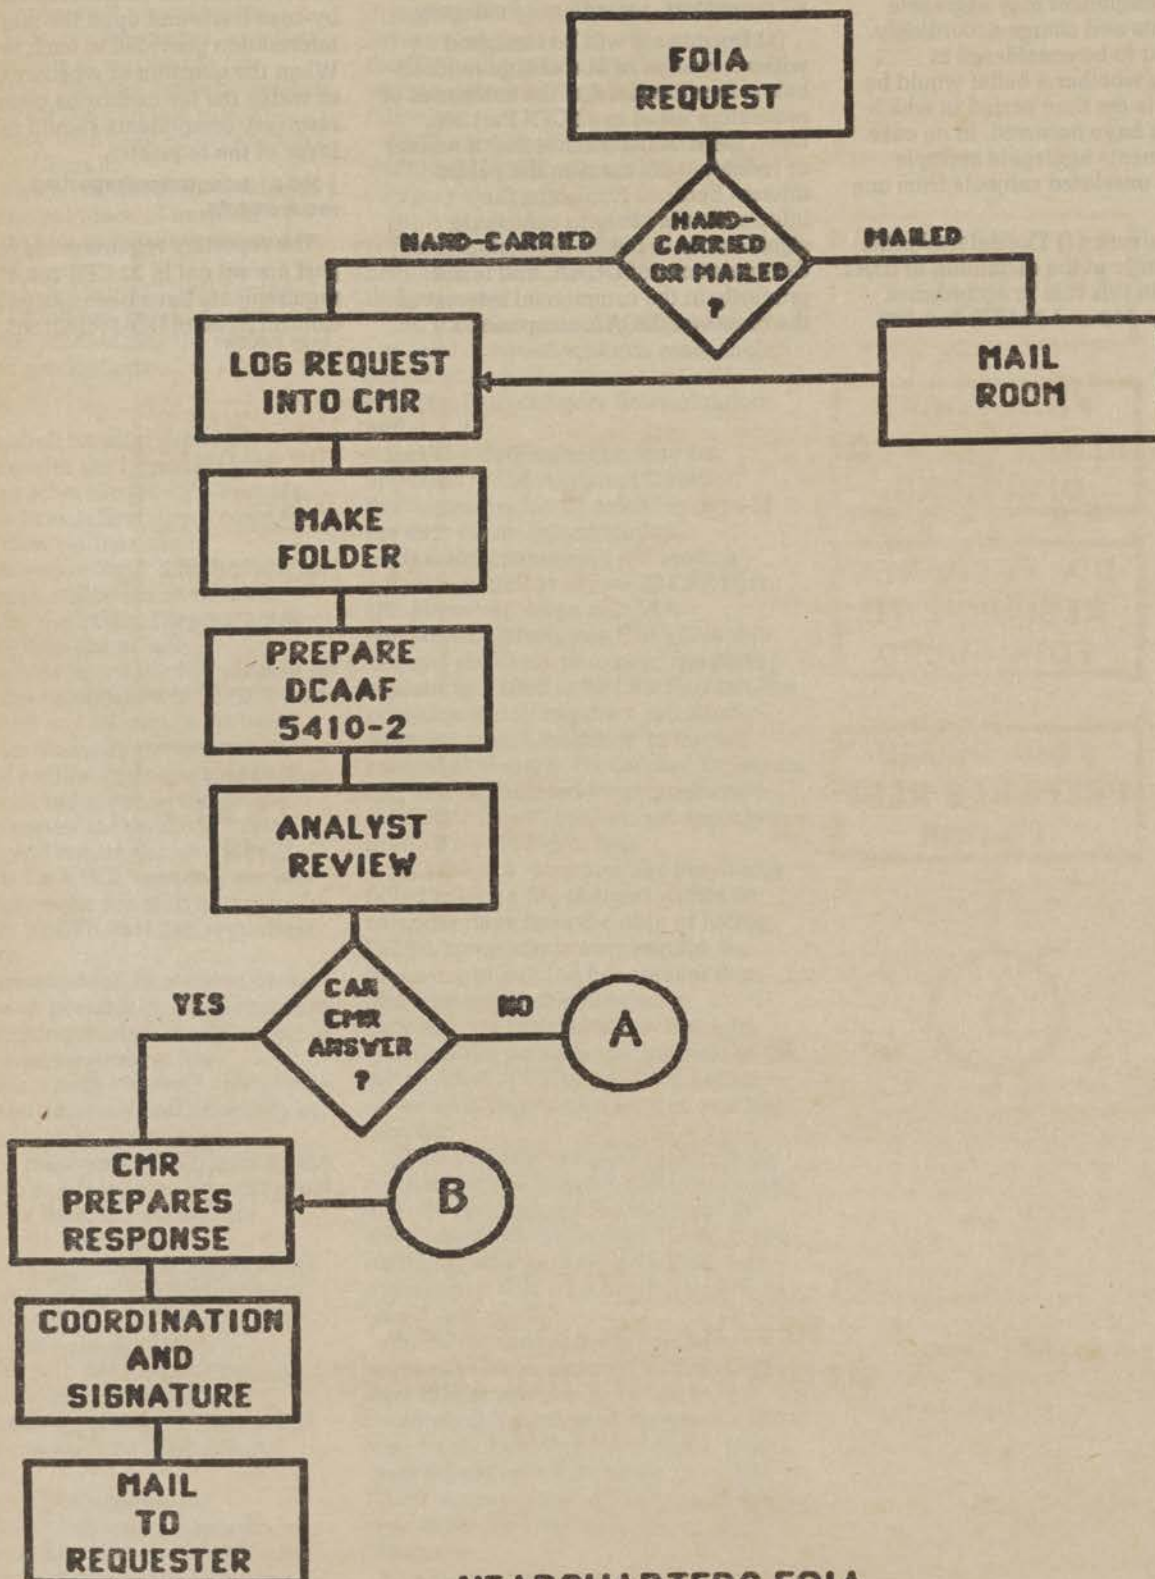 FOIA
REQUEST
HAND-
CARRIED
OR MAILED
?
HAND-CARRIED
MAILED
LOG REQUEST
INTO CMR
MAIL
ROOM
MAKE
FOLDER
PREPARE
DCAAF
5410-2
ANALYST
REVIEW
CAN
CMR
ANSWER
?
YES
NO
A
CMR
PREPARES
RESPONSE
B
COORDINATION
AND
SIGNATURE
MAIL
TO
REQUESTER
HEADQUARTERS FOIA